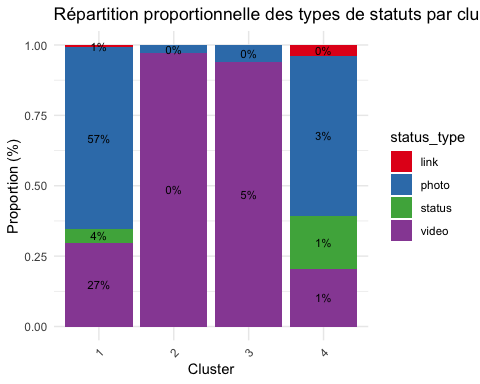 Répartition proportionnelle des types de statuts par clu
Proportion (%)
1.00
0.75
0.50
0.25
0.00
1%
57%
4%
27%
0%
0%
0%
5%
0%
3%
1%
1%
1
2
3
4
Cluster
status_type
link
photo
status
video